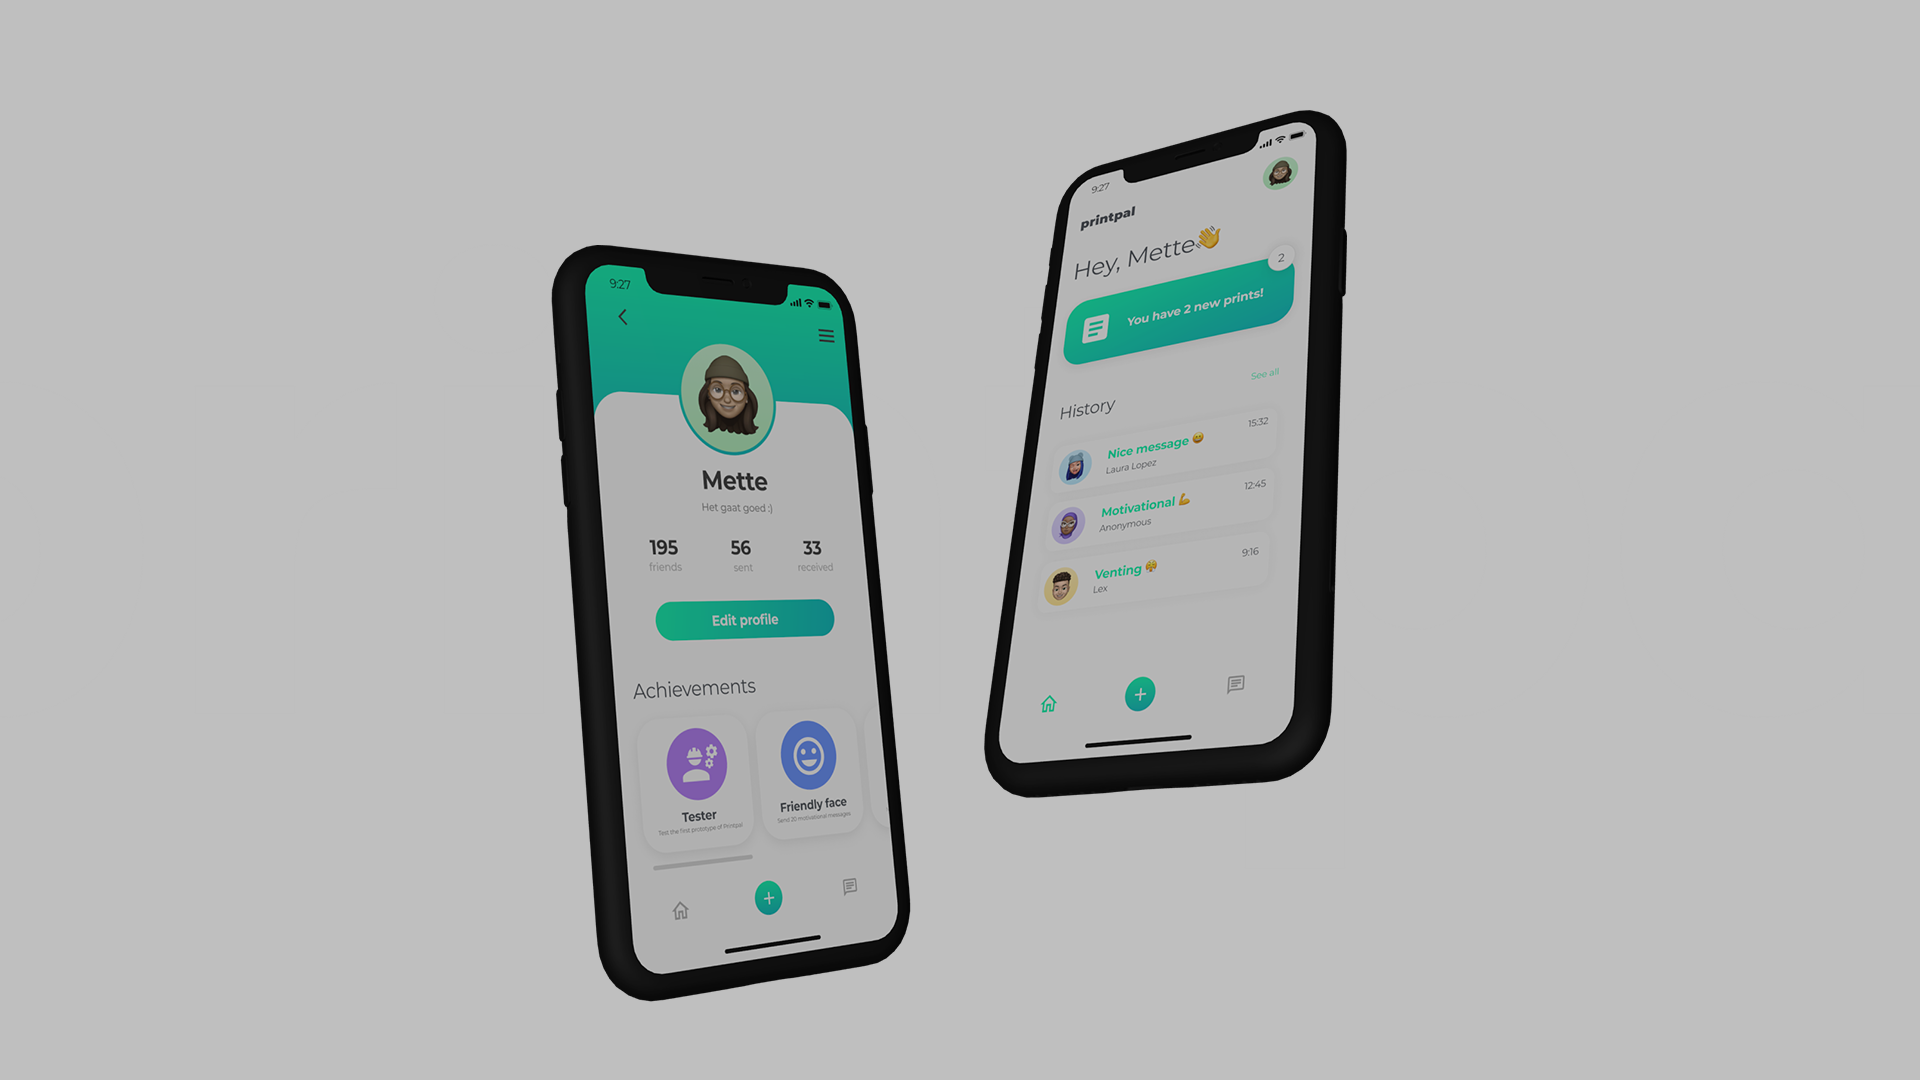 9:27
Mette
Het gaat goed :)
195 56 33
friends sent received
Edit profile
Achievements
Tester
Test the first prototype of Printpal
Friendly face
Send 20 motivational messages
9:27
printpal
Hey, Mette👋
2
You have 2 new prints!
See all
History
Nice message 😄 15:32
Laura Lopez
Motivational 💪 12:45
Anonymous
Venting 😤 9:16
Lex